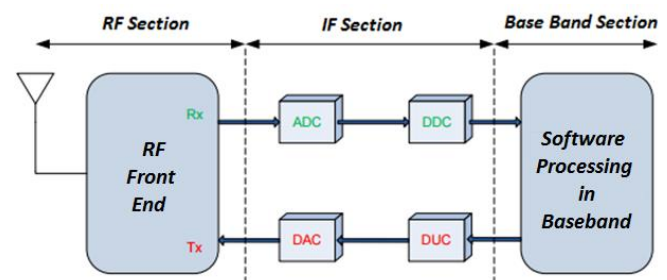 RF Section
IF Section
Base Band Section
Rx
ADC
DDC
RF
Front
End
Software
Processing
in
Baseband
Tx
DAC
DUC